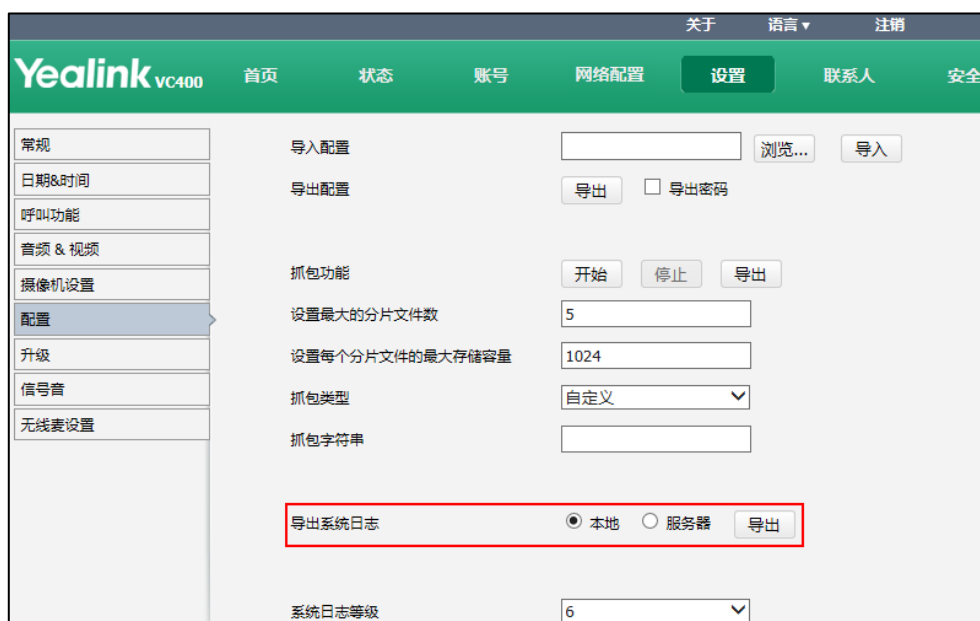 关于 语言▼ 注销
Yealink VC400 首页 状态 账号 网络配置 设置 联系人 安全
常规
日期&时间
呼叫功能
音频 & 视频
摄像机设置
配置
升级
信号音
无线麦设置
导入配置 浏览... 导入
导出配置 导出 导出密码
抓包功能 开始 停止 导出
设置最大的分片文件数 5
设置每个分片文件的最大存储容量 1024
抓包类型 自定义
抓包字符串
导出系统日志 本地 服务器 导出
系统日志等级 6